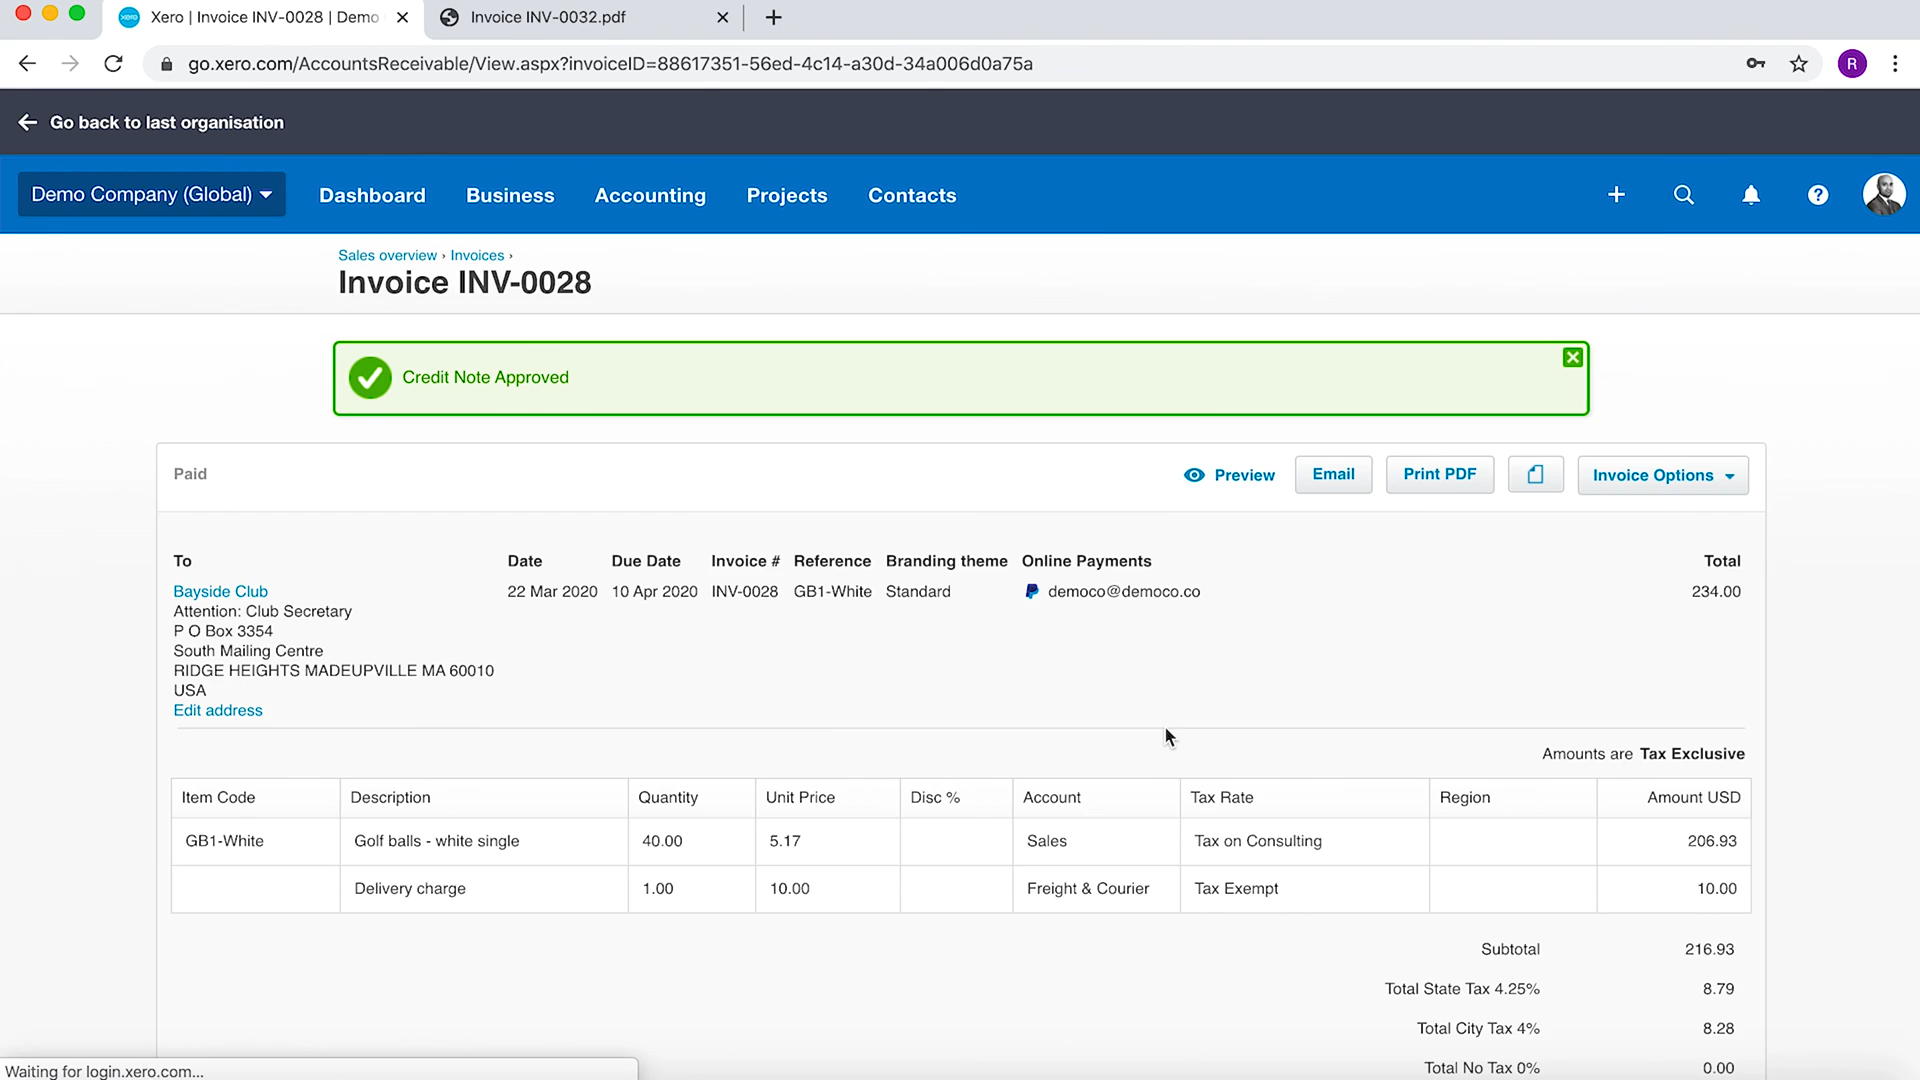 Xero | Invoice INV-0028 | Demo
Invoice INV-0032.pdf
go.xero.com/AccountsReceivable/View.aspx?invoiceID=88617351-56ed-4c14-a30d-34a006d0a75a
R
Go back to last organisation
Demo Company (Global)
Dashboard
Business
Accounting
Projects
Contacts
Sales overview › Invoices ›
Invoice INV-0028
Credit Note Approved
Paid
Preview
Email
Print PDF
Invoice Options
To Date Due Date Invoice # Reference Branding theme Online Payments Total
Bayside Club 22 Mar 2020 10 Apr 2020 INV-0028 GB1-White Standard democo@democo.co 234.00
Attention: Club Secretary
P O Box 3354
South Mailing Centre
RIDGE HEIGHTS MADEUPVILLE MA 60010
USA
Edit address
Amounts are Tax Exclusive
Item Code Description Quantity Unit Price Disc % Account Tax Rate Region Amount USD
GB1-White Golf balls - white single 40.00 5.17 Sales Tax on Consulting 206.93
Delivery charge 1.00 10.00 Freight & Courier Tax Exempt 10.00
Subtotal 216.93
Total State Tax 4.25% 8.79
Total City Tax 4% 8.28
Total No Tax 0% 0.00
Waiting for login.xero.com...